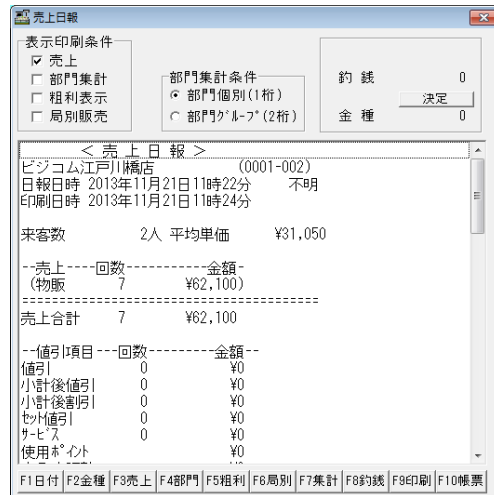 売上日報
表示印刷条件
売上
部門集計
粗利表示
局別販売
部門集計条件
部門個別(1桁)
部門ｸﾞﾙｰﾌﾟ(2桁)
釣 銭 0
決定
金 種 0
< 売 上 日 報 >
ビジコム江戸川橋店 (0001-002)
日報日時 2013年11月21日11時22分 不明
印刷日時 2013年11月21日11時24分
来客数 2人 平均単価 ¥31,050
--売上----回数----------金額-
(物販 7 ¥62,100)
=========================================
売上合計 7 ¥62,100
--値引項目---回数---------金額--
値引 0 ¥0
小計後値引 0 ¥0
小計後割引 0 ¥0
ｾｯﾄ値引 0 ¥0
ｻｰﾋﾞｽ 0 ¥0
使用ﾎﾟｲﾝﾄ ¥0
F1日付 F2金種 F3売上 F4部門 F5粗利 F6局別 F7集計 F8釣銭 F9印刷 F10帳票